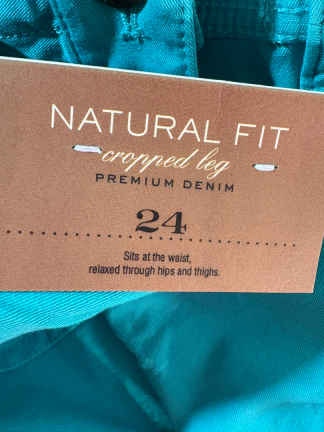 NATURAL FIT
cropped leg
PREMIUM DENIM
24
Sits at the waist,
relaxed through hips and thighs.